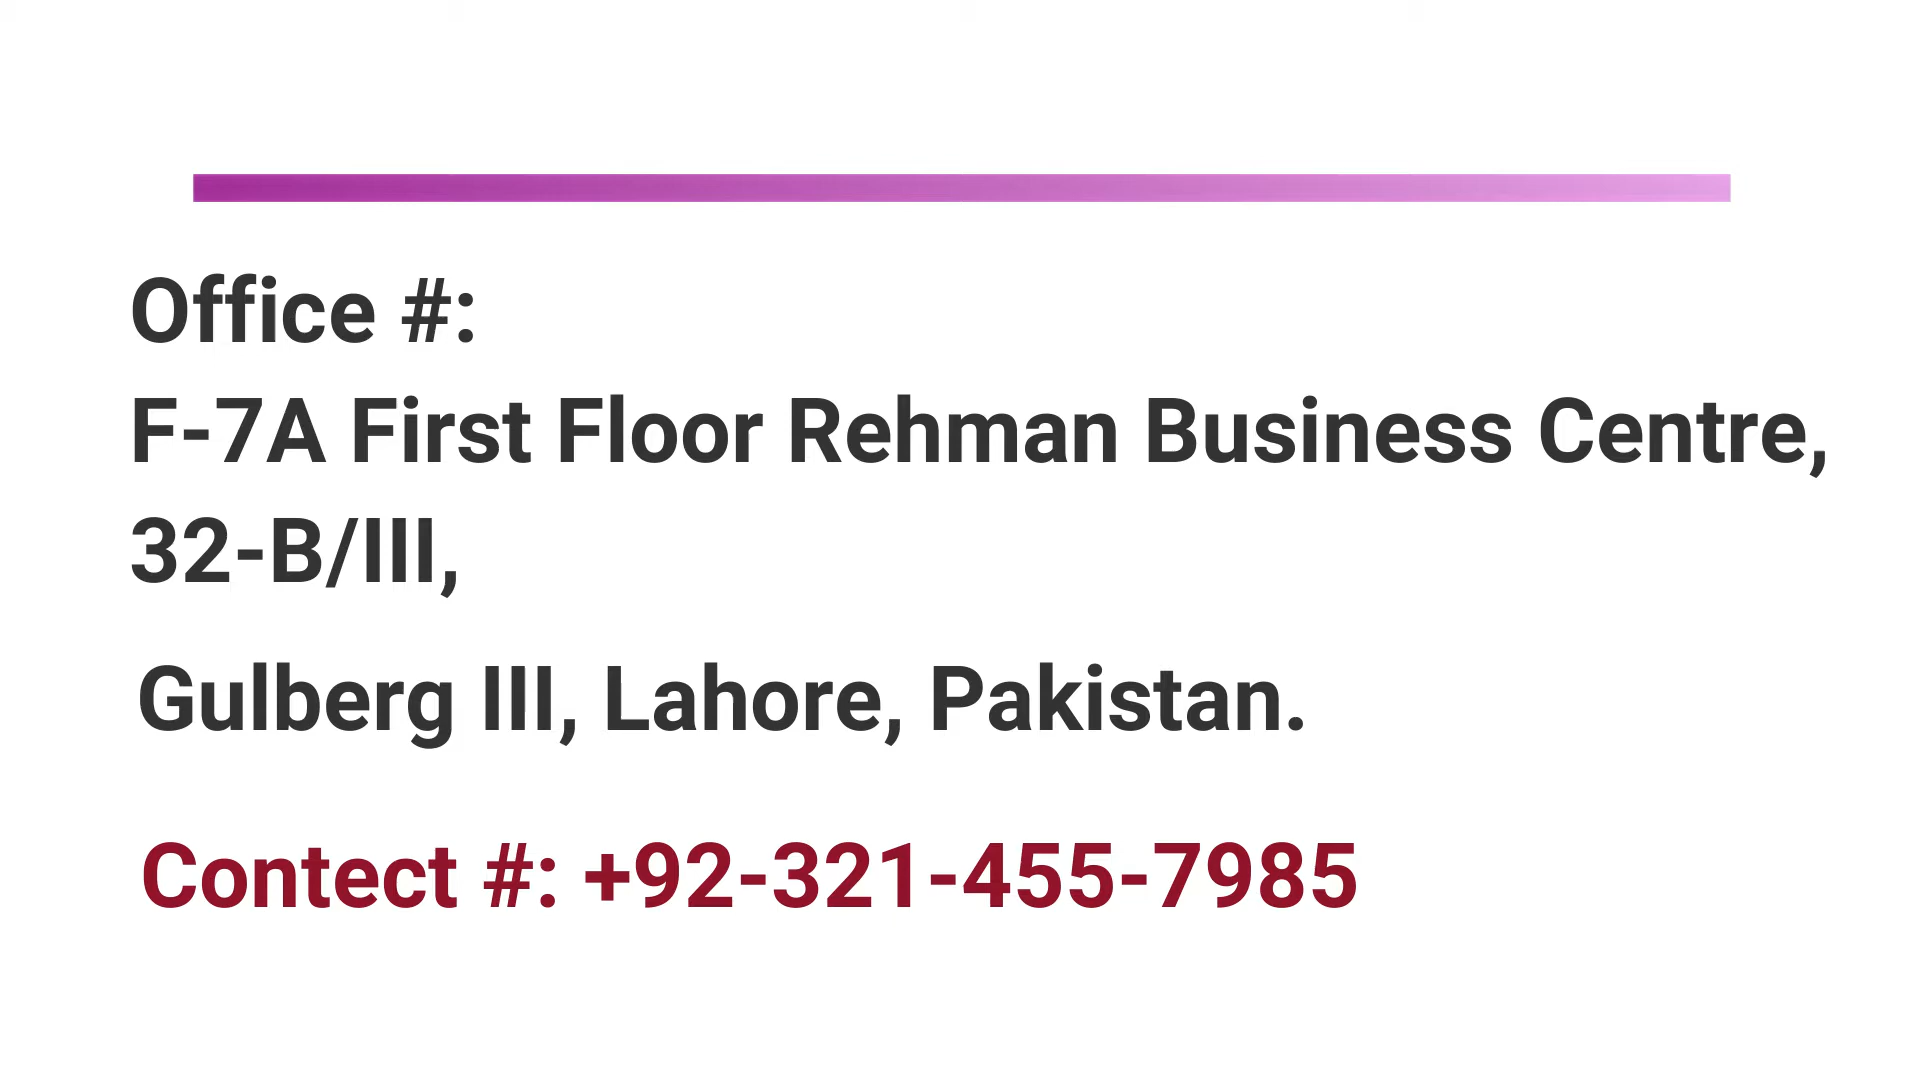 Office #:
F-7A First Floor Rehman Business Centre,
32-B/III,
Gulberg III, Lahore, Pakistan.
Contect #: +92-321-455-7985